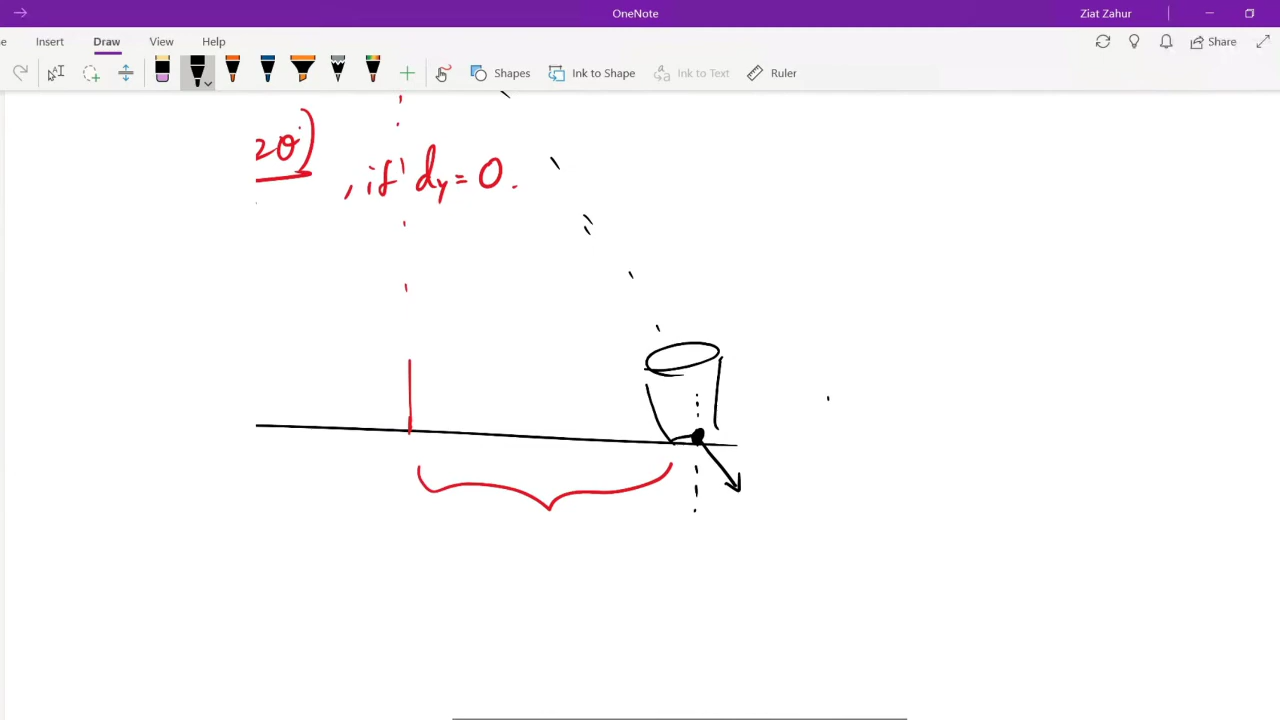 OneNote
Ziat Zahur
Insert Draw View Help
Share
Shapes Ink to Shape Ink to Text Ruler
2θ)
, if dy = 0.